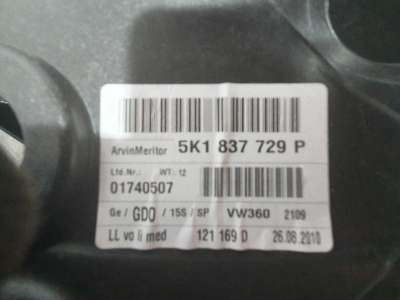 ArvinMeritor 5K1 837 729 P
Lfd.Nr.: WT: 12
01740507
Ge / GDO / 15S / SP VW360 2109
LL vo li med 121 169 D 26.08.2010